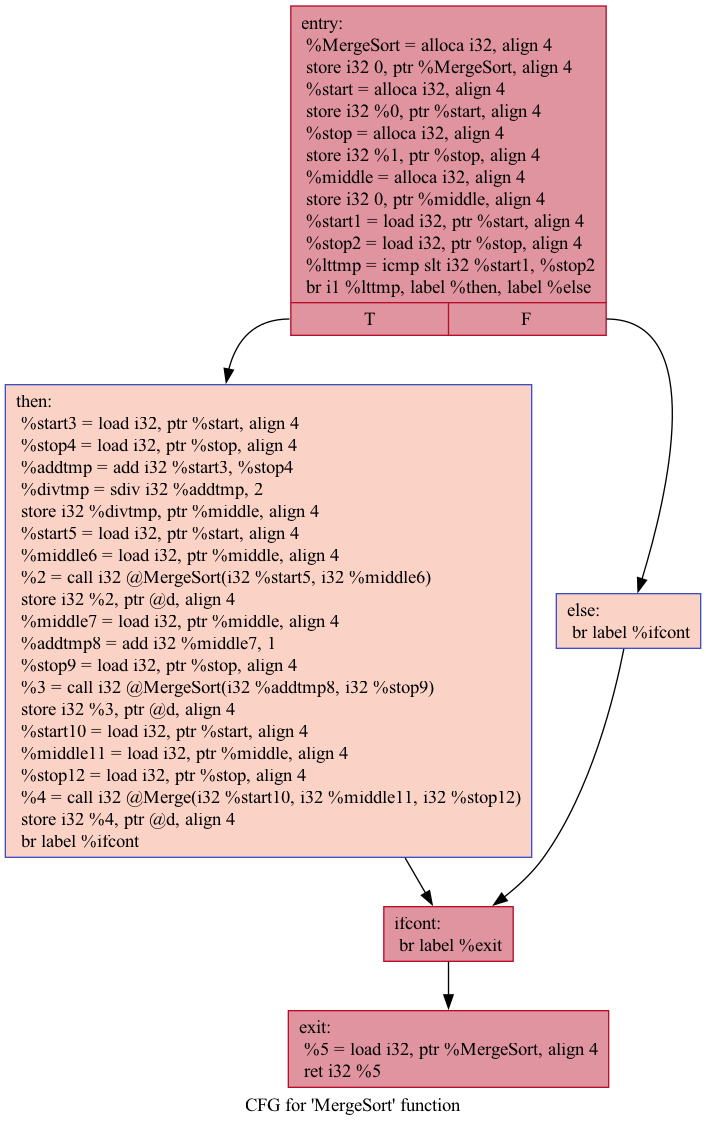 entry:
%MergeSort = alloca i32, align 4
store i32 0, ptr %MergeSort, align 4
%start = alloca i32, align 4
store i32 %0, ptr %start, align 4
%stop = alloca i32, align 4
store i32 %1, ptr %stop, align 4
%middle = alloca i32, align 4
store i32 0, ptr %middle, align 4
%start1 = load i32, ptr %start, align 4
%stop2 = load i32, ptr %stop, align 4
%lttmp = icmp slt i32 %start1, %stop2
br i1 %lttmp, label %then, label %else
T F
then:
%start3 = load i32, ptr %start, align 4
%stop4 = load i32, ptr %stop, align 4
%addtmp = add i32 %start3, %stop4
%divtmp = sdiv i32 %addtmp, 2
store i32 %divtmp, ptr %middle, align 4
%start5 = load i32, ptr %start, align 4
%middle6 = load i32, ptr %middle, align 4
%2 = call i32 @MergeSort(i32 %start5, i32 %middle6)
store i32 %2, ptr @d, align 4
%middle7 = load i32, ptr %middle, align 4
%addtmp8 = add i32 %middle7, 1
%stop9 = load i32, ptr %stop, align 4
%3 = call i32 @MergeSort(i32 %addtmp8, i32 %stop9)
store i32 %3, ptr @d, align 4
%start10 = load i32, ptr %start, align 4
%middle11 = load i32, ptr %middle, align 4
%stop12 = load i32, ptr %stop, align 4
%4 = call i32 @Merge(i32 %start10, i32 %middle11, i32 %stop12)
store i32 %4, ptr @d, align 4
br label %ifcont
else:
br label %ifcont
ifcont:
br label %exit
exit:
%5 = load i32, ptr %MergeSort, align 4
ret i32 %5
CFG for 'MergeSort' function